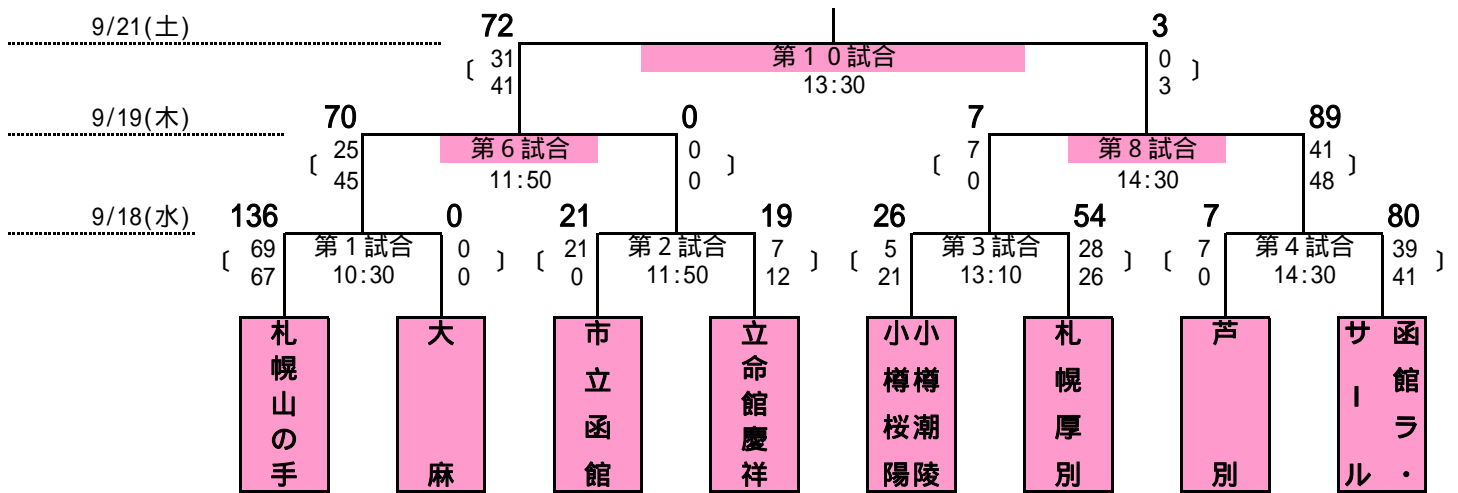 9/21(土) 72 3
〔 31 第10試合 0 〕
41 13:30 3
9/19(木) 70 0 7 89
〔 25 第6試合 0 〕 〔 7 第8試合 41 〕
45 11:50 0 0 14:30 48
9/18(水) 136 0 21 19 26 54 7 80
〔 69 第1試合 0 〕 〔 21 第2試合 7 〕 〔 5 第3試合 28 〕 〔 7 第4試合 39 〕
67 10:30 0 0 11:50 12 21 13:10 26 0 14:30 41
札幌山の手
大麻
市立函館
立命館慶祥
小樽潮陵
小樽桜陽
札幌厚別
芦別
函館ラ・
サール